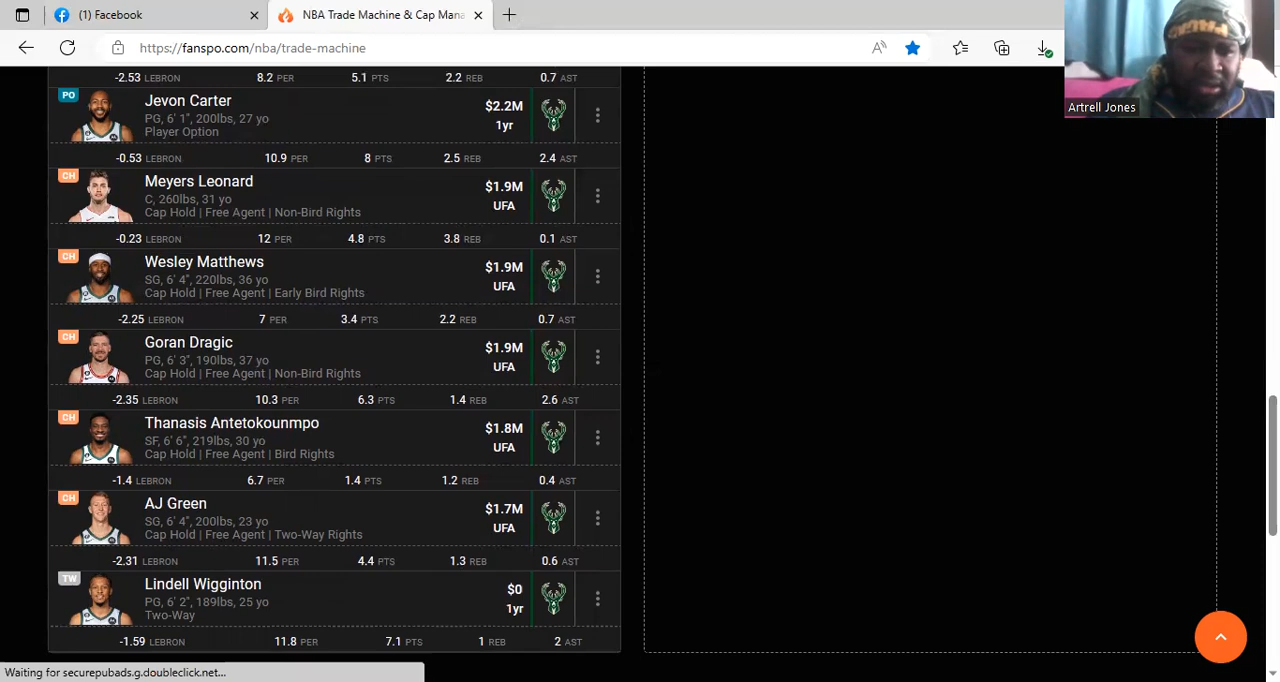 (1) Facebook
NBA Trade Machine & Cap Mana
https://fanspo.com/nba/trade-machine
Artrell Jones
-2.53 LEBRON 8.2 PER 5.1 PTS 2.2 REB 0.7 AST
PO
Jevon Carter
$2.2M
PG, 6' 1", 200lbs, 27 yo
1yr
Player Option
-0.53 LEBRON 10.9 PER 8 PTS 2.5 REB 2.4 AST
CH
Meyers Leonard
$1.9M
C, 260lbs, 31 yo
UFA
Cap Hold | Free Agent | Non-Bird Rights
-0.23 LEBRON 12 PER 4.8 PTS 3.8 REB 0.1 AST
CH
Wesley Matthews
$1.9M
SG, 6' 4", 220lbs, 36 yo
UFA
Cap Hold | Free Agent | Early Bird Rights
-2.25 LEBRON 7 PER 3.4 PTS 2.2 REB 0.7 AST
CH
Goran Dragic
$1.9M
PG, 6' 3", 190lbs, 37 yo
UFA
Cap Hold | Free Agent | Non-Bird Rights
-2.35 LEBRON 10.3 PER 6.3 PTS 1.4 REB 2.6 AST
CH
Thanasis Antetokounmpo
$1.8M
SF, 6' 6", 219lbs, 30 yo
UFA
Cap Hold | Free Agent | Bird Rights
-1.4 LEBRON 6.7 PER 1.4 PTS 1.2 REB 0.4 AST
CH
AJ Green
$1.7M
SG, 6' 4", 200lbs, 23 yo
UFA
Cap Hold | Free Agent | Two-Way Rights
-2.31 LEBRON 11.5 PER 4.4 PTS 1.3 REB 0.6 AST
TW
Lindell Wigginton
$0
PG, 6' 2", 189lbs, 25 yo
1yr
Two-Way
-1.59 LEBRON 11.8 PER 7.1 PTS 1 REB 2 AST
Waiting for securepubads.g.doubleclick.net...